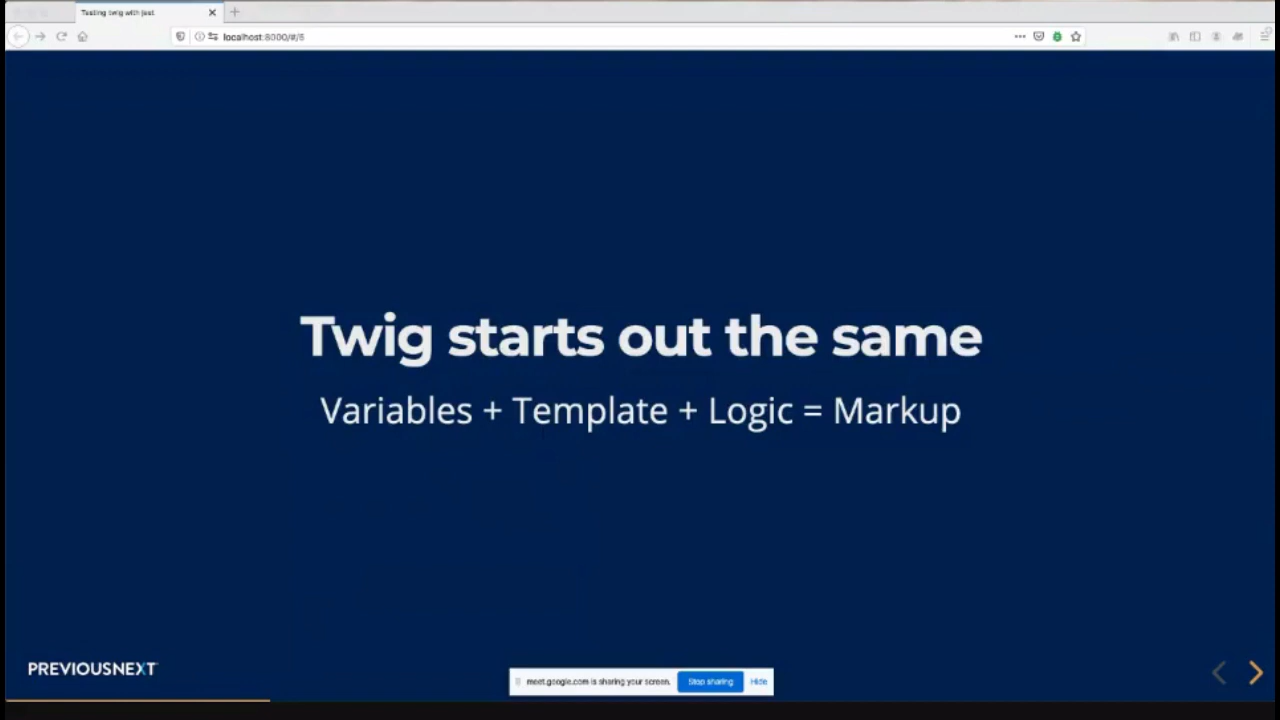 Testing twig with jest
localhost:8000/#/5
Twig starts out the same
Variables + Template + Logic = Markup
PREVIOUSNEXT
meet.google.com is sharing your screen. Stop sharing Hide